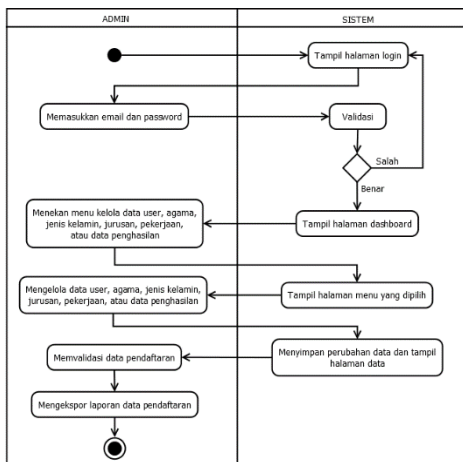 ADMIN
SISTEM
Tampil halaman login
Memasukkan email dan password
Validasi
Salah
Benar
Menekan menu kelola data user, agama,
jenis kelamin, jurusan, pekerjaan,
atau data penghasilan
Tampil halaman dashboard
Mengelola data user, agama, jenis kelamin,
jurusan, pekerjaan, atau data penghasilan
Tampil halaman menu yang dipilih
Menyimpan perubahan data dan tampil
halaman data
Memvalidasi data pendaftaran
Mengekspor laporan data pendaftaran